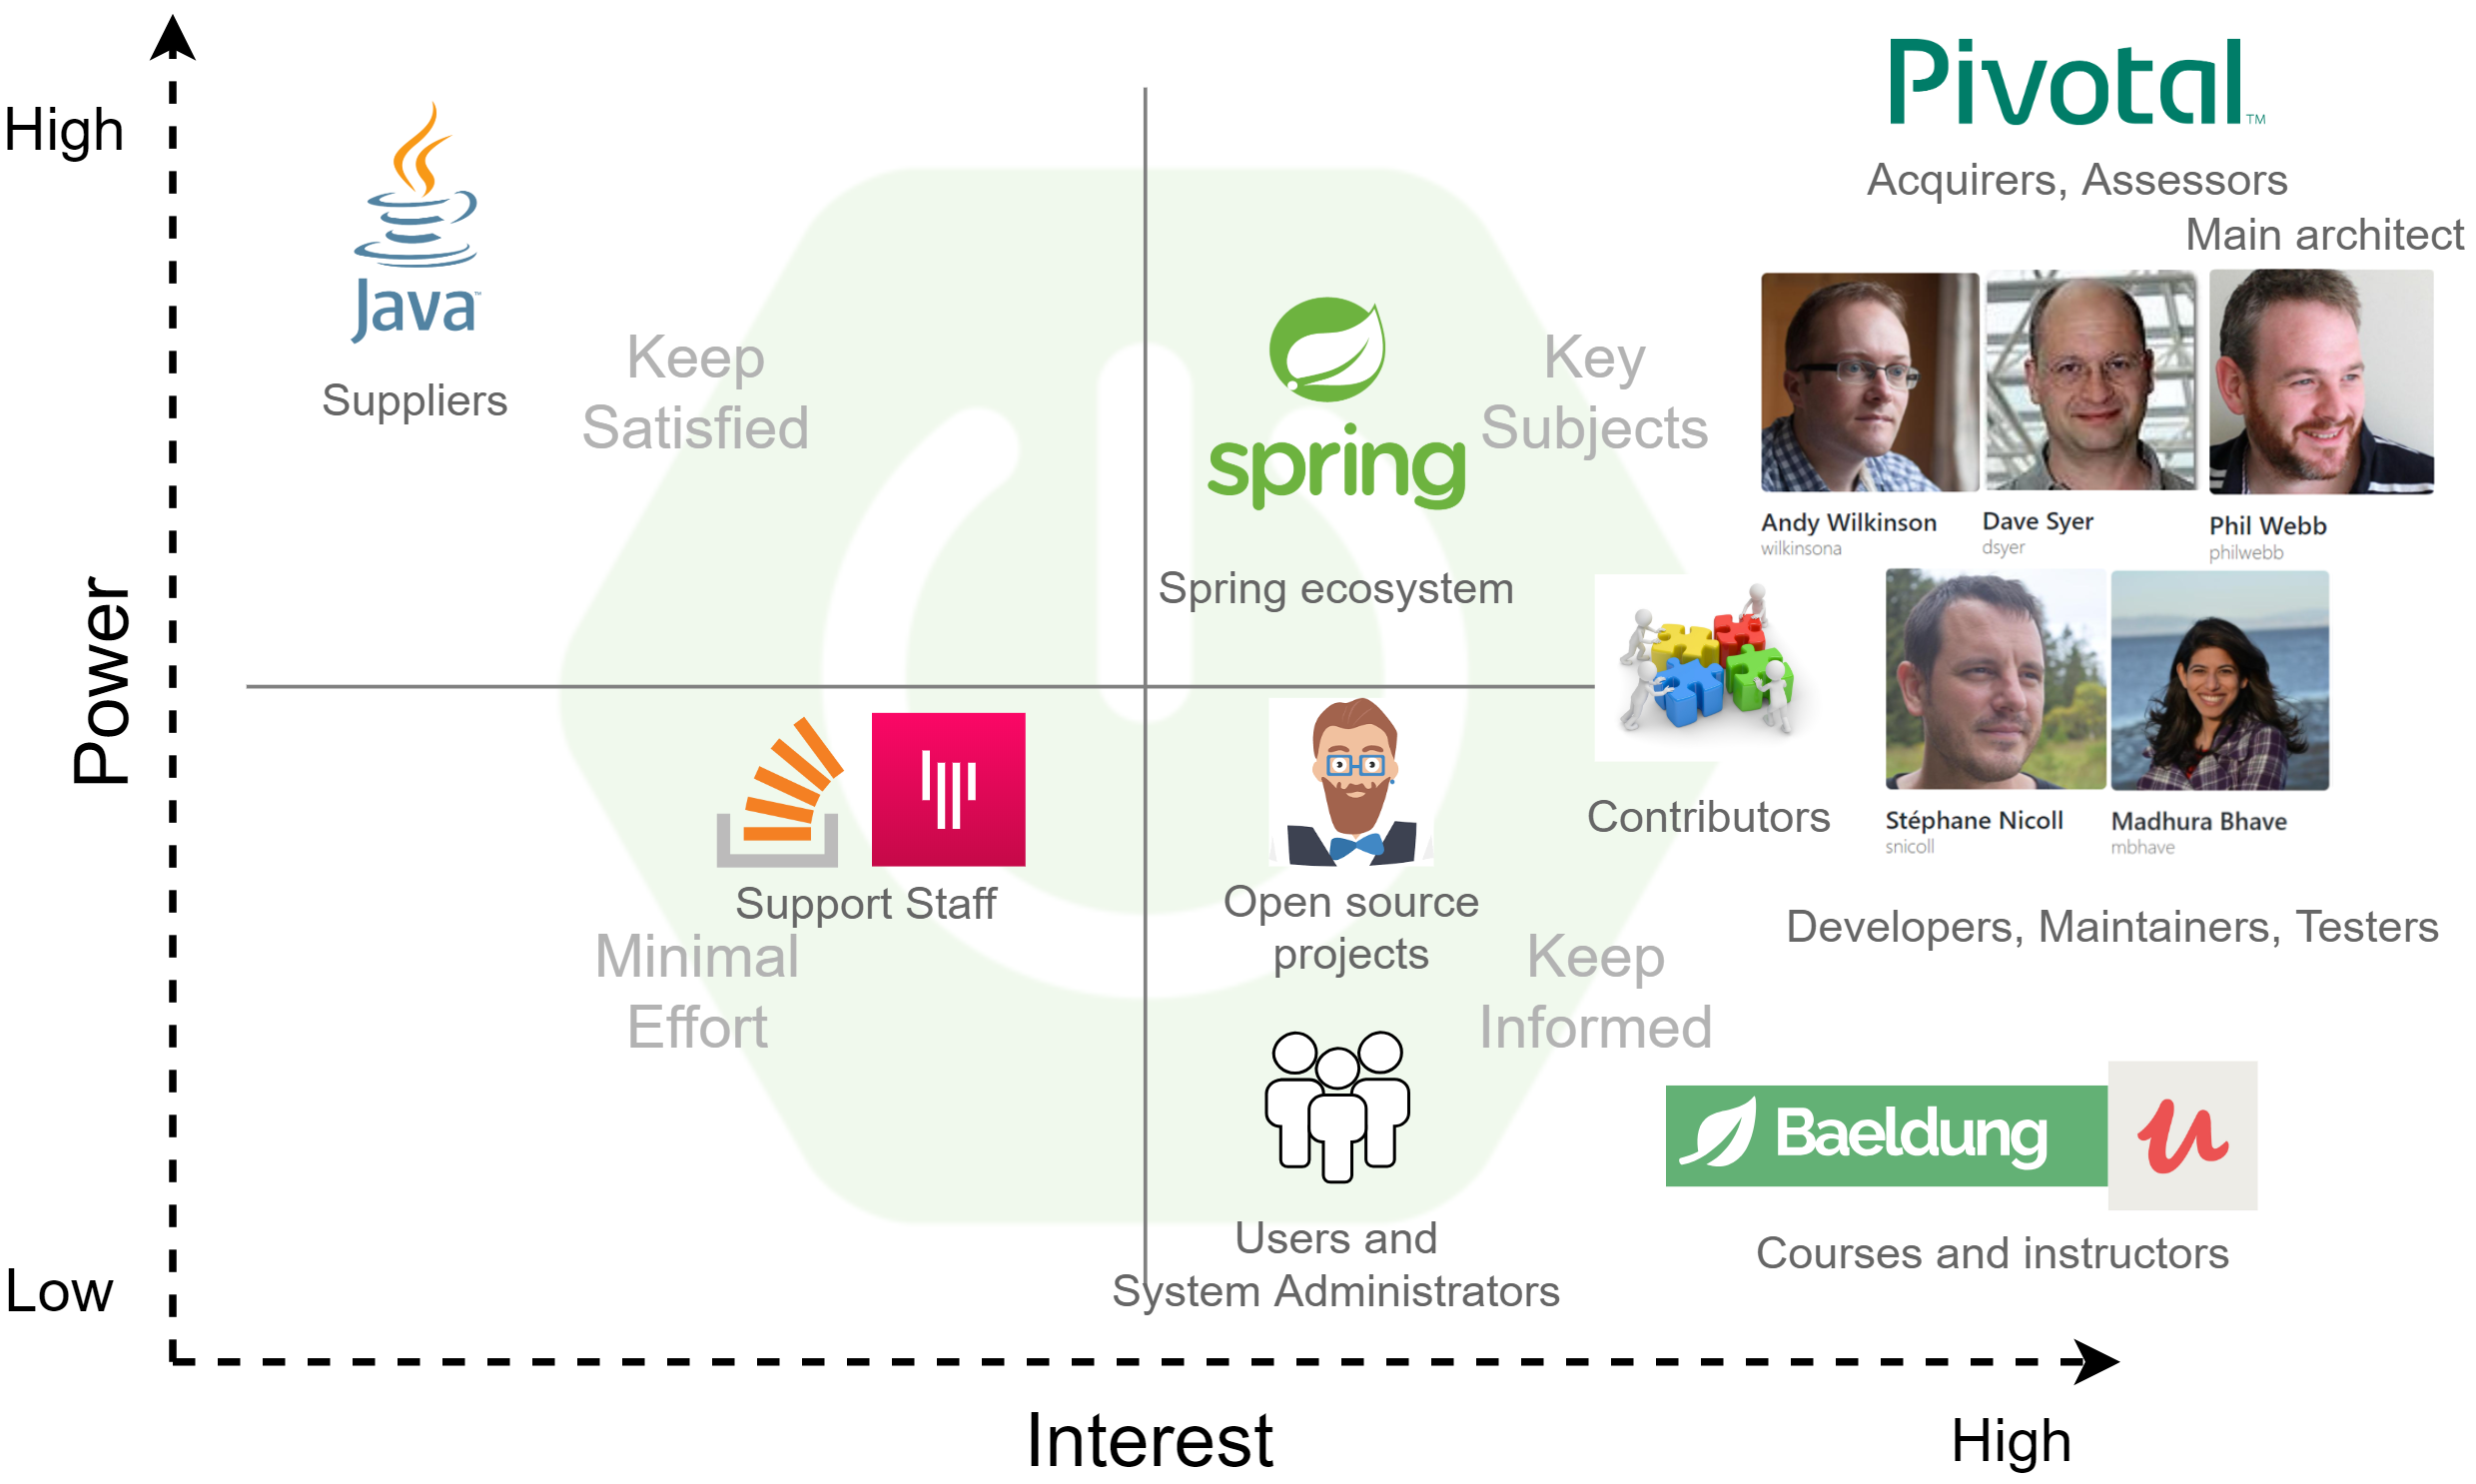 High
Java™
Suppliers
Keep
Satisfied
Pivotal™
Acquirers, Assessors
Main architect
spring
Spring ecosystem
Key
Subjects
Andy Wilkinson
wilkinsona
Dave Syer
dsyer
Phil Webb
philwebb
Stéphane Nicoll
snicoll
Madhura Bhave
mbhave
Developers, Maintainers, Testers
Contributors
Power
Support Staff
Minimal
Effort
Open source
projects
Keep
Informed
Users and
System Administrators
Baeldung
u
Courses and instructors
Low
Interest
High